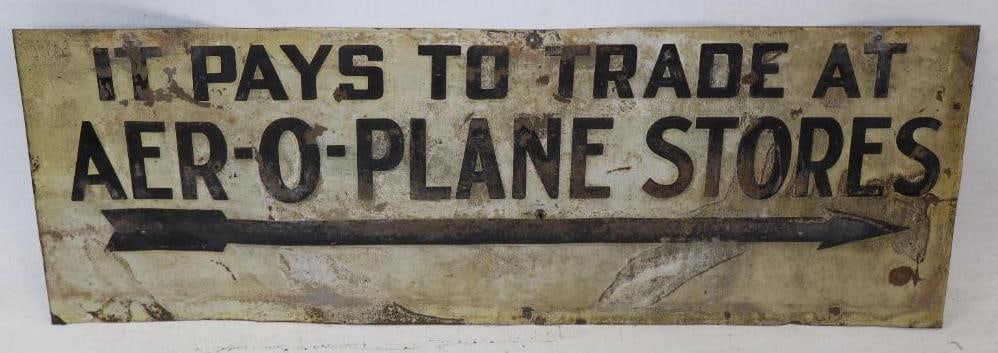 IT PAYS TO TRADE AT
AER-O-PLANE STORES